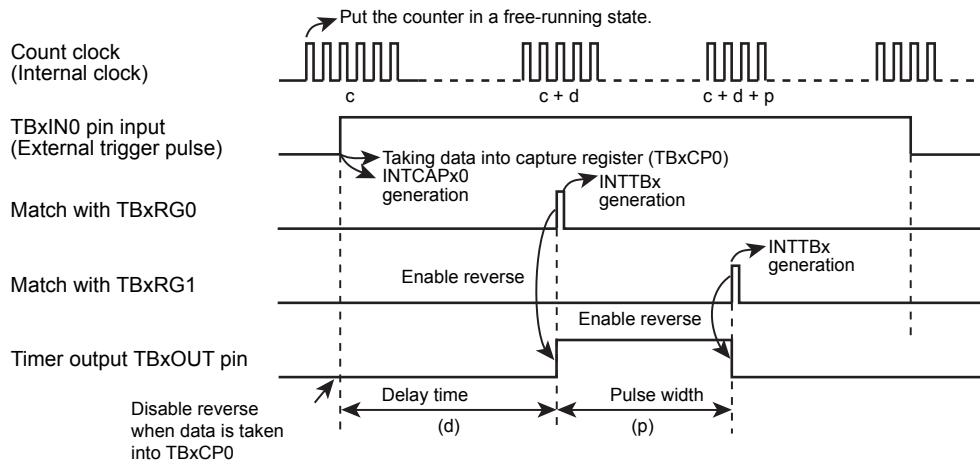 Put the counter in a free-running state.
Count clock
(Internal clock)
c
c + d
c + d + p
TBxIN0 pin input
(External trigger pulse)
Taking data into capture register (TBxCP0)
INTCAPx0
generation
INTTBx
generation
Match with TBxRG0
Enable reverse
INTTBx
generation
Match with TBxRG1
Enable reverse
Timer output TBxOUT pin
Disable reverse
when data is taken
into TBxCP0
Delay time
(d)
Pulse width
(p)